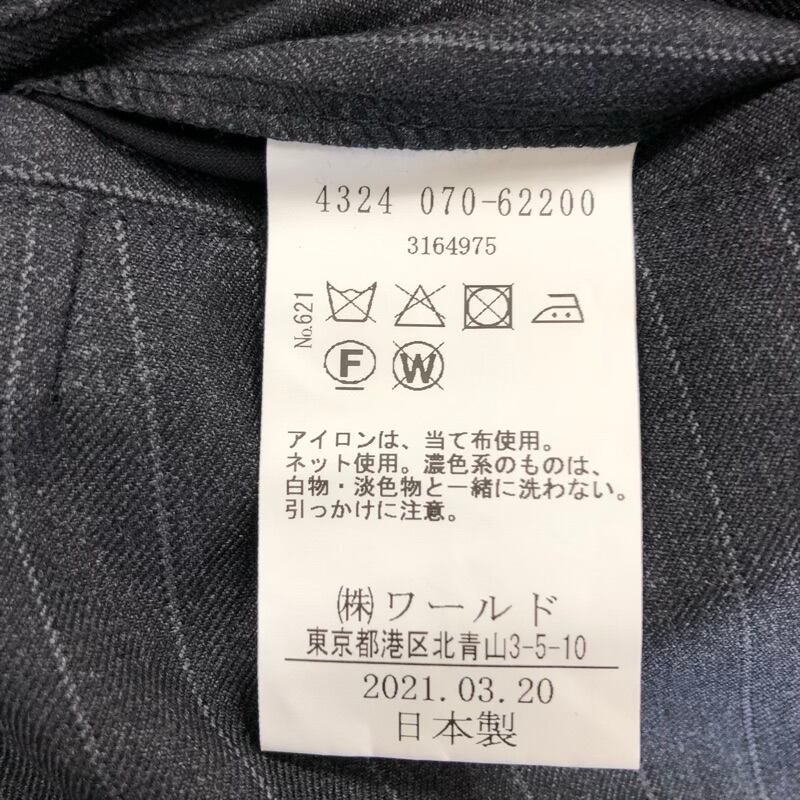 4324 070-62200
3164975
No.621
F W
アイロンは、当て布使用。
ネット使用。濃色系のものは、
白物・淡色物と一緒に洗わない。
引っかけに注意。
㈱ワールド
東京都港区北青山3-5-10
2021.03.20
日本製